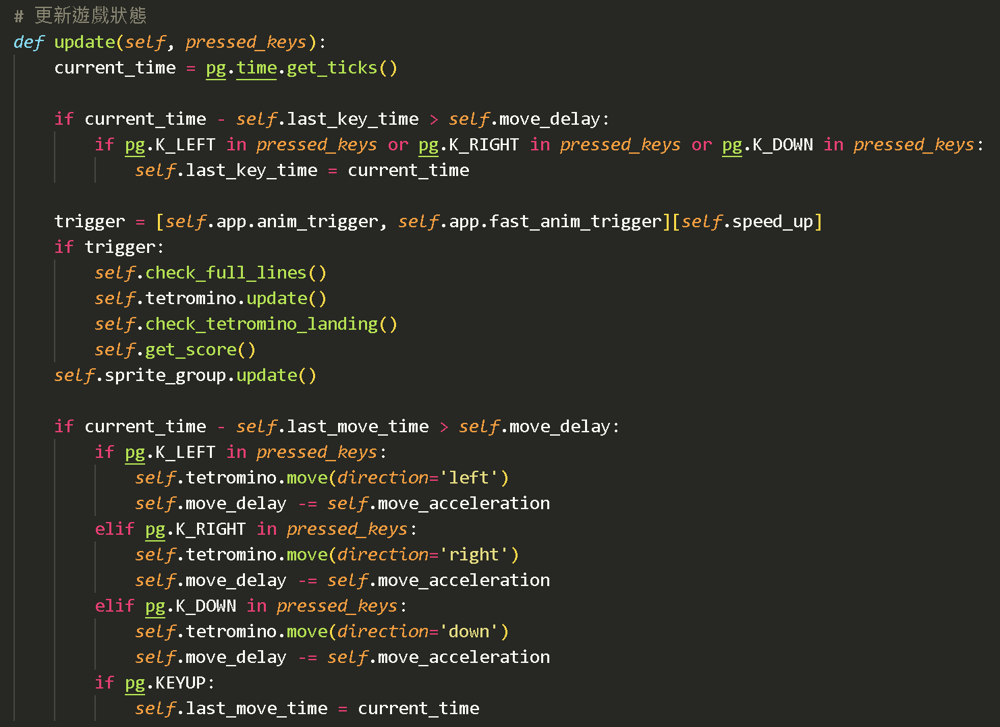 # 更新遊戲狀態
def update(self, pressed_keys):
    current_time = pg.time.get_ticks()
    if current_time - self.last_key_time > self.move_delay:
        if pg.K_LEFT in pressed_keys or pg.K_RIGHT in pressed_keys or pg.K_DOWN in pressed_keys:
            self.last_key_time = current_time
    trigger = [self.app.anim_trigger, self.app.fast_anim_trigger][self.speed_up]
    if trigger:
        self.check_full_lines()
        self.tetromino.update()
        self.check_tetromino_landing()
        self.get_score()
    self.sprite_group.update()
    if current_time - self.last_move_time > self.move_delay:
        if pg.K_LEFT in pressed_keys:
            self.tetromino.move(direction='left')
            self.move_delay -= self.move_acceleration
        elif pg.K_RIGHT in pressed_keys:
            self.tetromino.move(direction='right')
            self.move_delay -= self.move_acceleration
        elif pg.K_DOWN in pressed_keys:
            self.tetromino.move(direction='down')
            self.move_delay -= self.move_acceleration
        if pg.KEYUP:
            self.last_move_time = current_time